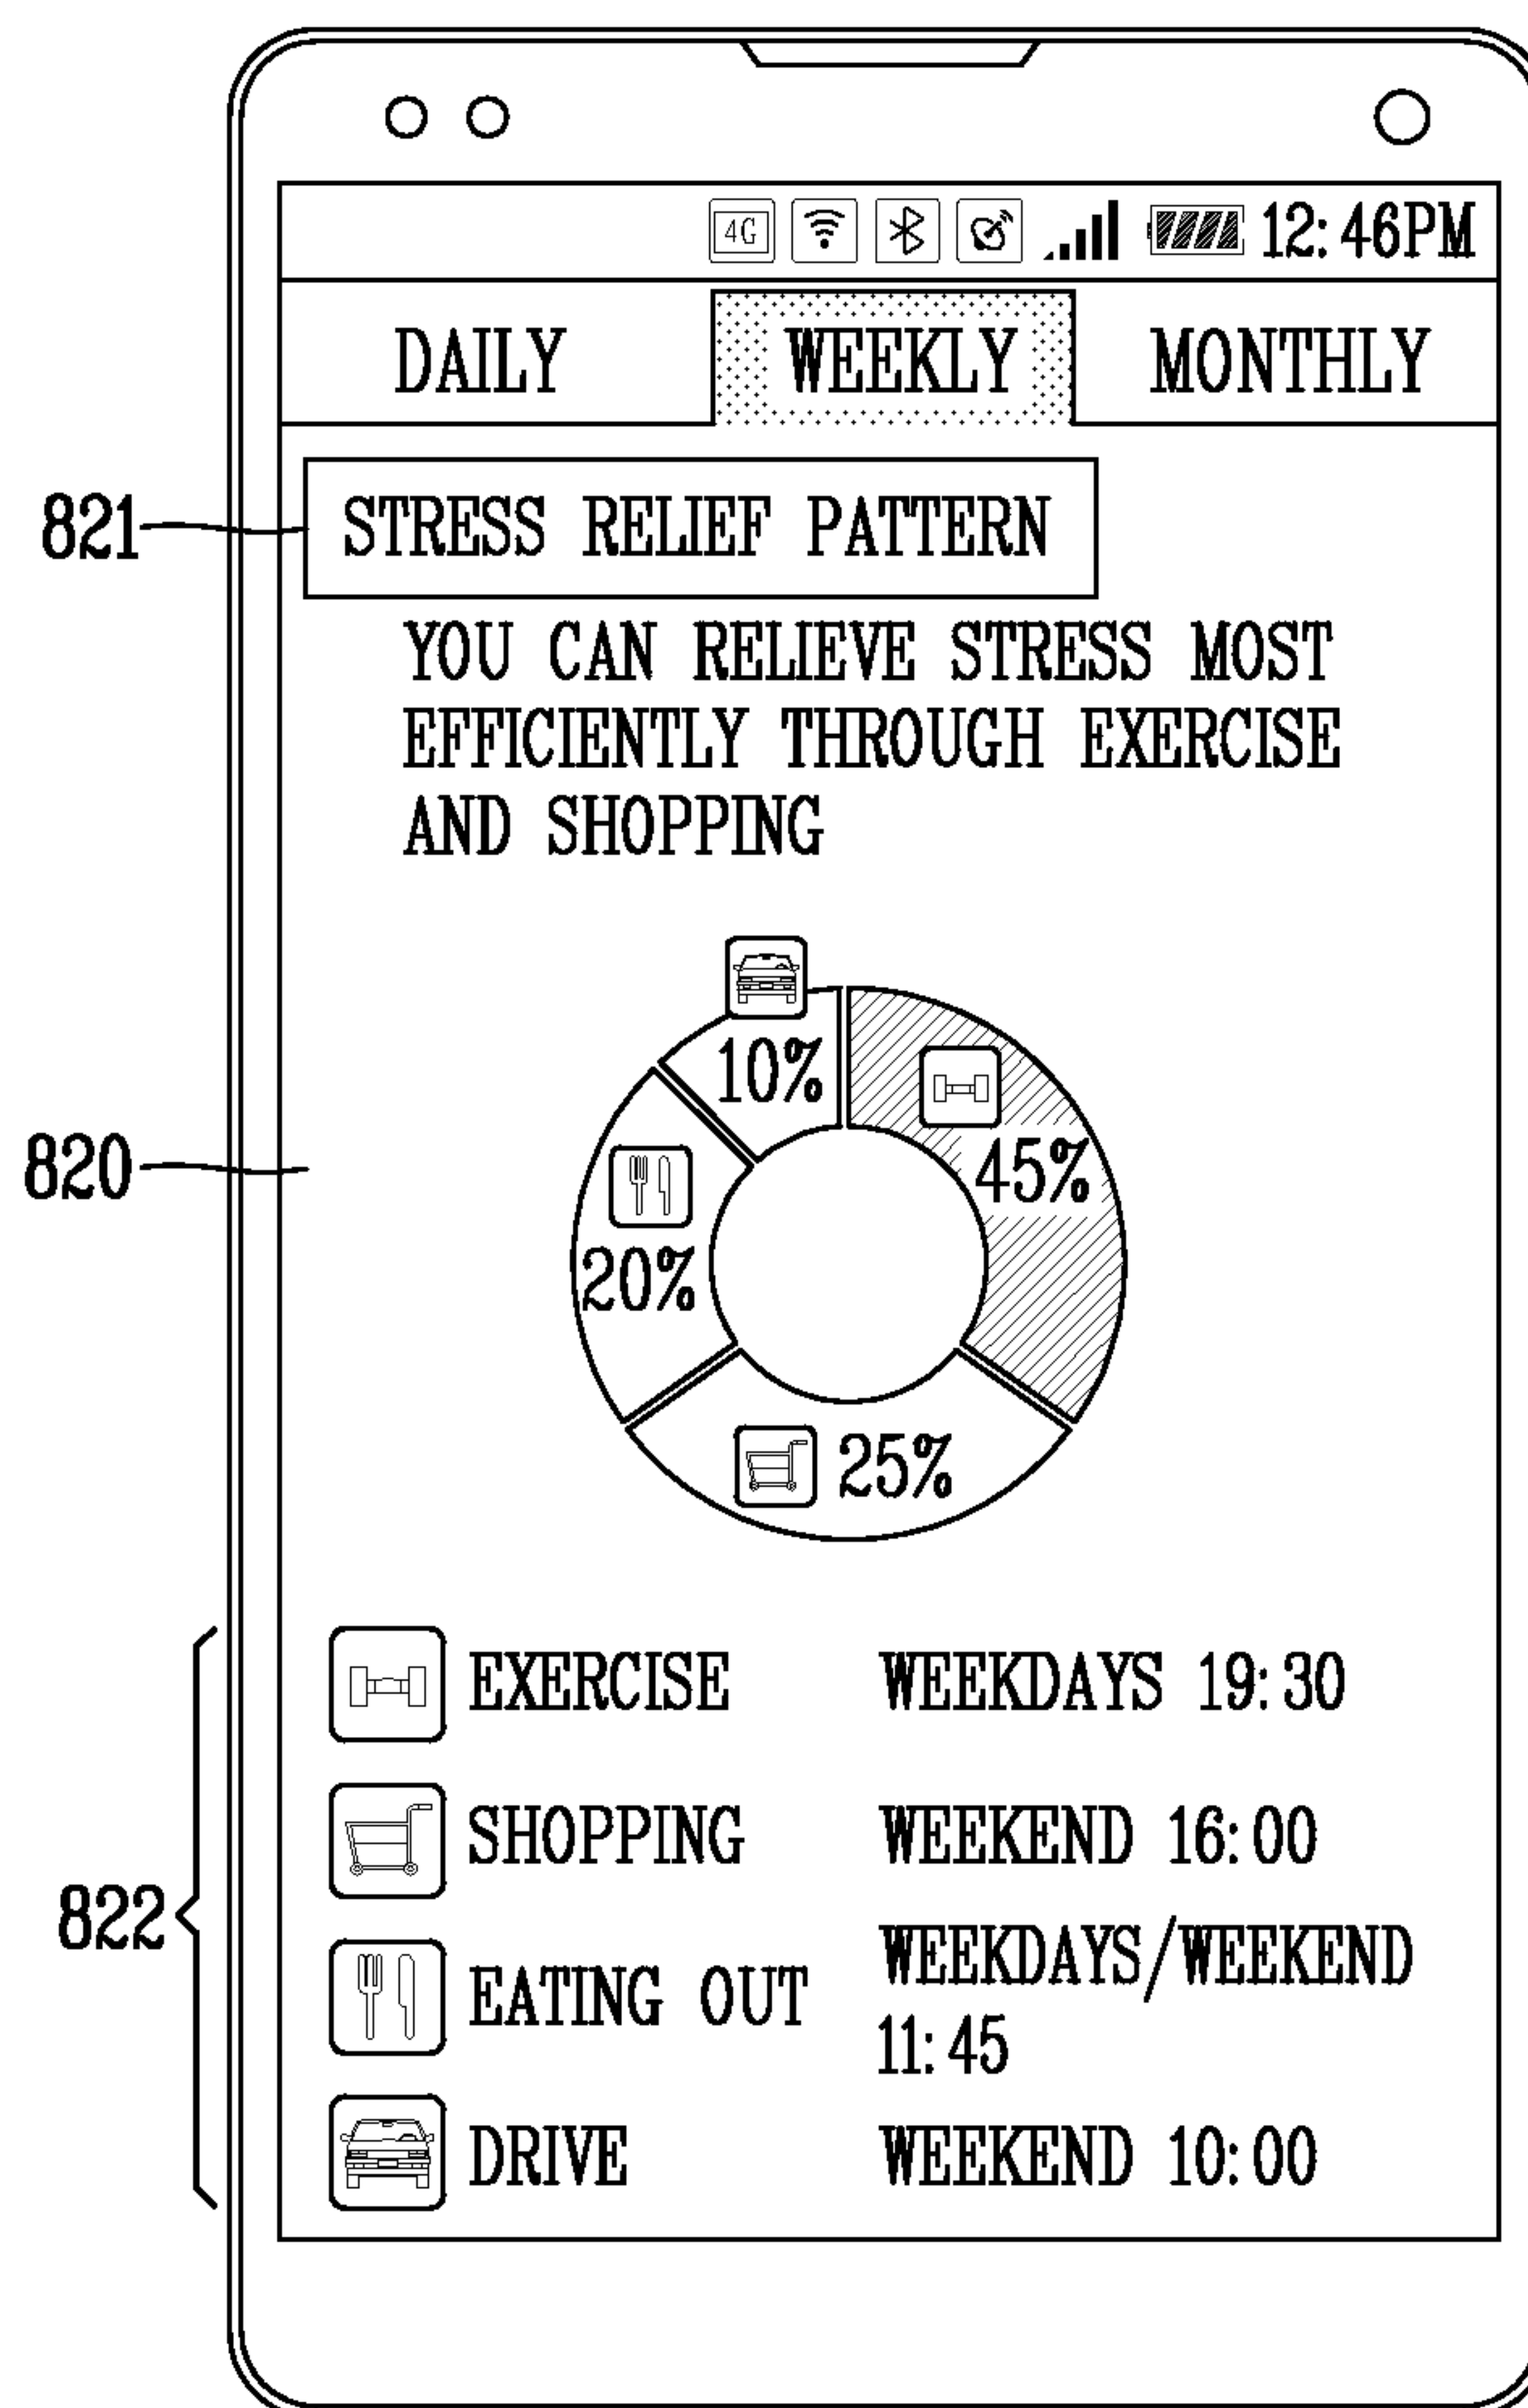 4G 12:46PM
DAILY WEEKLY MONTHLY
821
STRESS RELIEF PATTERN
YOU CAN RELIEVE STRESS MOST
EFFICIENTLY THROUGH EXERCISE
AND SHOPPING
10%
45%
820
20%
25%
EXERCISE WEEKDAYS 19:30
SHOPPING WEEKEND 16:00
822
EATING OUT WEEKDAYS/WEEKEND
11:45
DRIVE WEEKEND 10:00